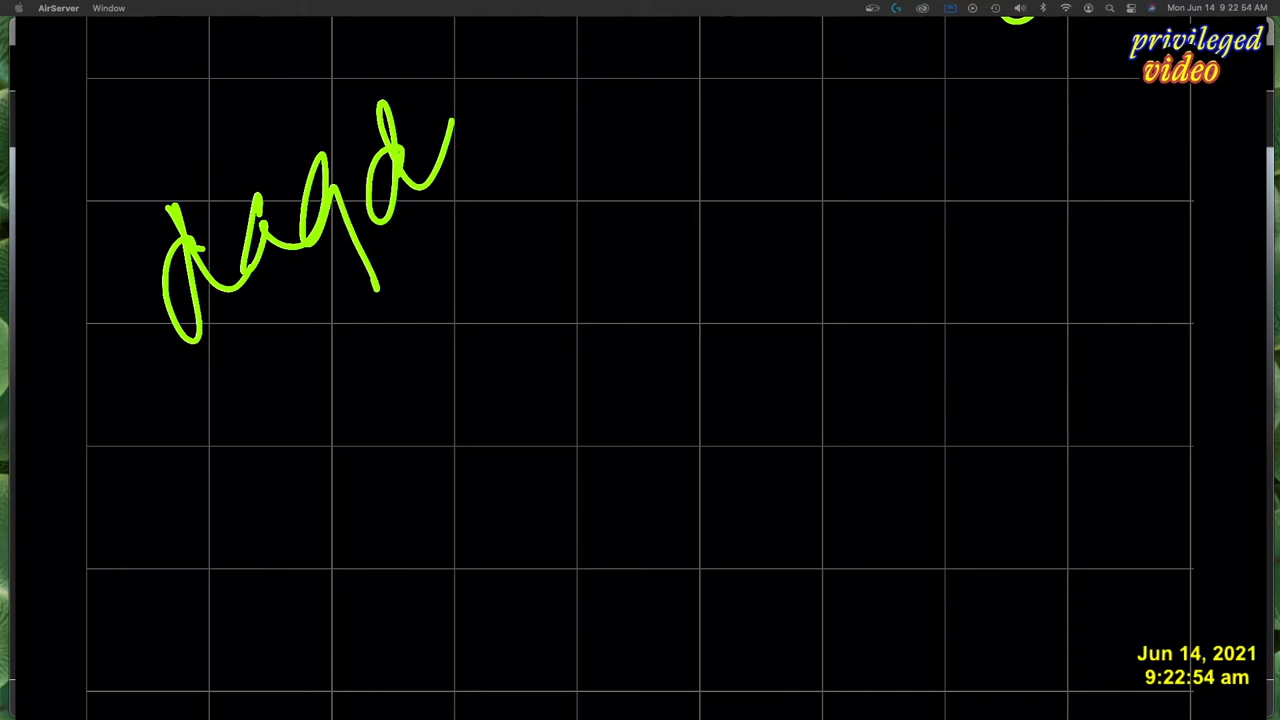 AirServer Window
Mon Jun 14 9:22:54 AM
privileged
video
Jun 14, 2021
9:22:54 am